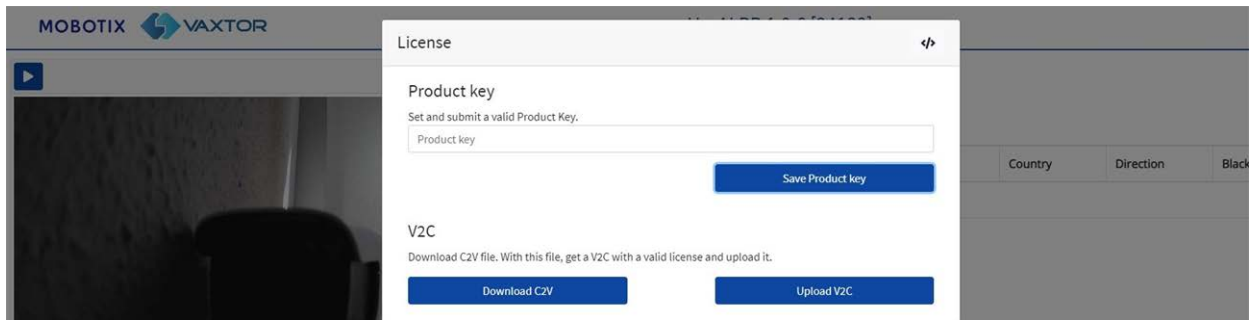 MOBOTIX VAXTOR
License
</>
Product key
Set and submit a valid Product Key.
Product key
Save Product key
Country Direction Black
V2C
Download C2V file. With this file, get a V2C with a valid license and upload it.
Download C2V Upload V2C